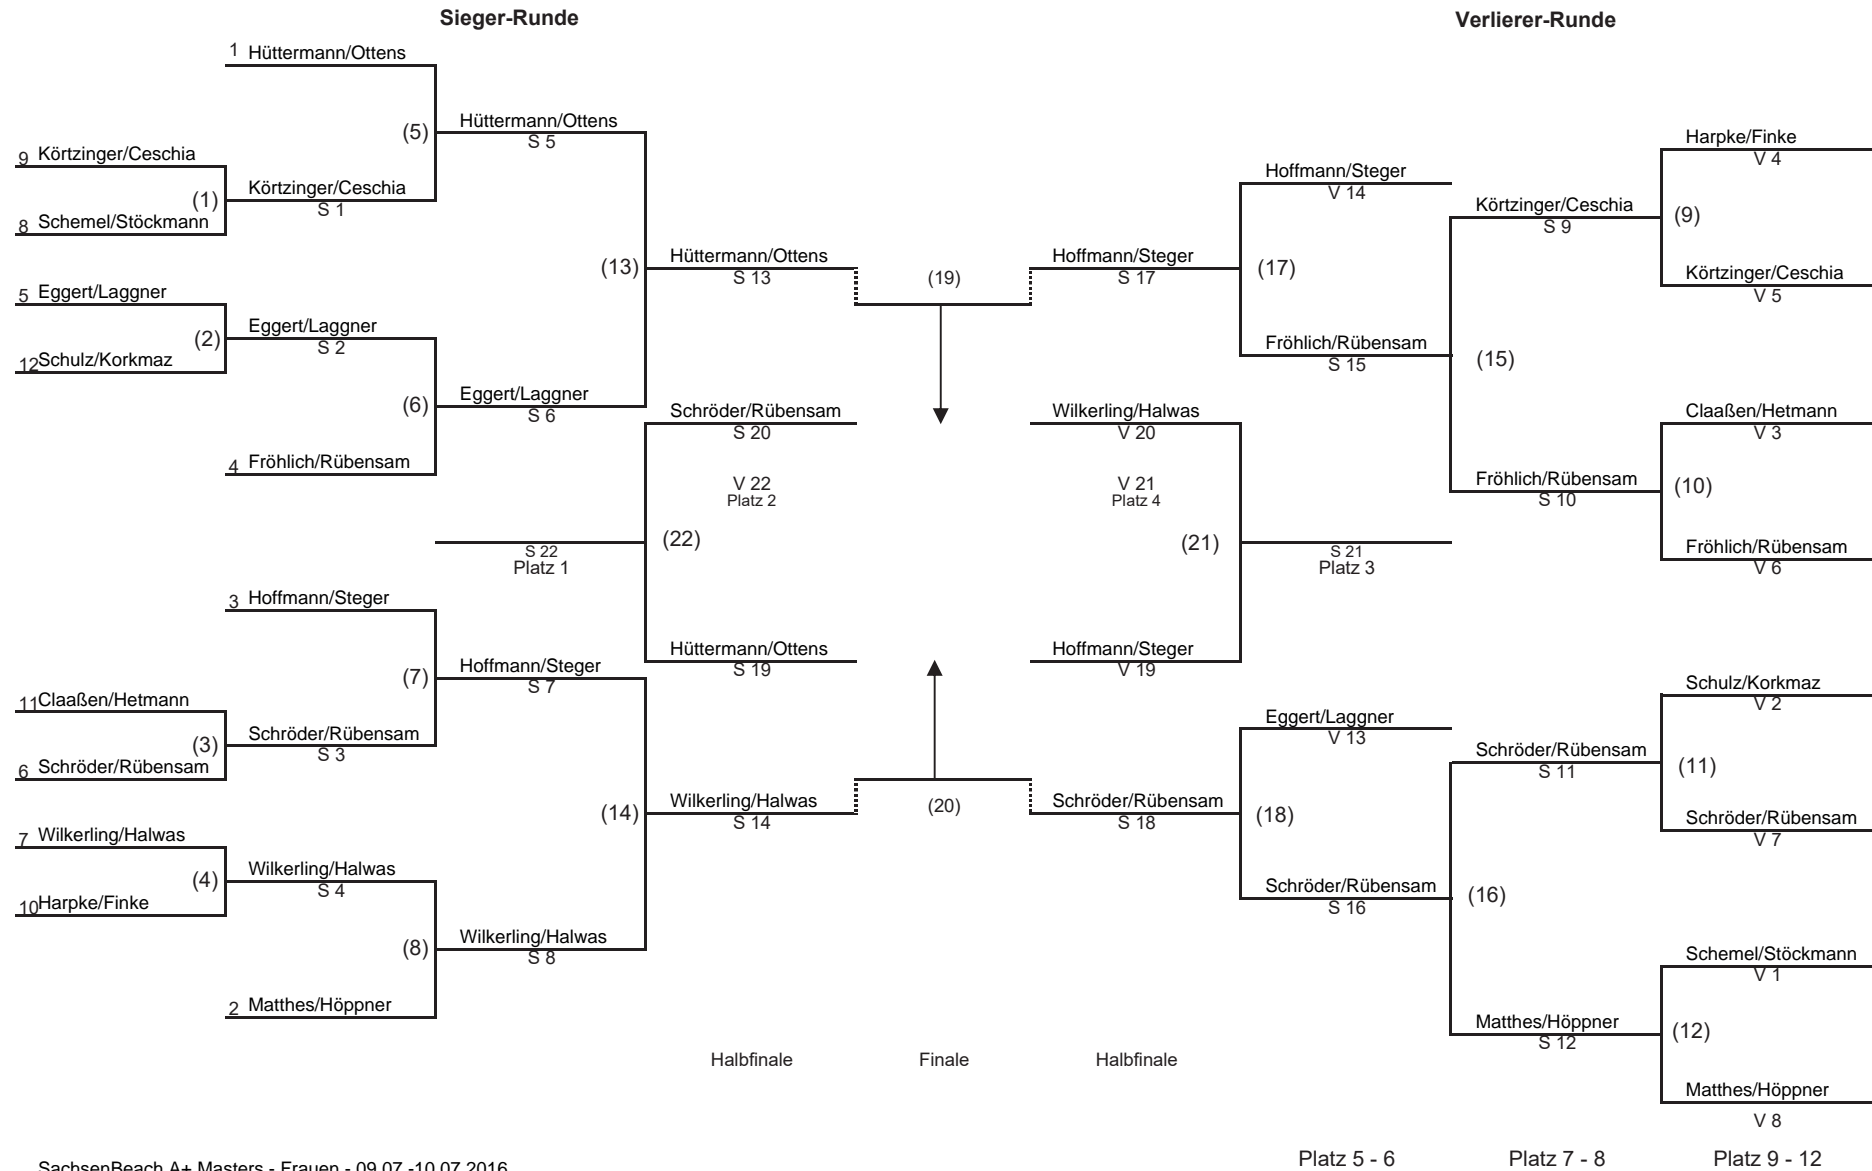 Sieger-Runde
Verlierer-Runde
1 Hüttermann/Ottens
(5)
Hüttermann/Ottens
S 5
9 Körtzinger/Ceschia
(1)
Körtzinger/Ceschia
S 1
8 Schemel/Stöckmann
(13)
Hüttermann/Ottens
S 13
5 Eggert/Laggner
(2)
Eggert/Laggner
S 2
12 Schulz/Korkmaz
(6)
Eggert/Laggner
S 6
4 Fröhlich/Rübensam
Schröder/Rübensam
S 20
V 22
Platz 2
(22)
S 22
Platz 1
Hüttermann/Ottens
S 19
3 Hoffmann/Steger
(7)
Hoffmann/Steger
S 7
11 Claaßen/Hetmann
(3)
Schröder/Rübensam
S 3
6 Schröder/Rübensam
(14)
Wilkerling/Halwas
S 14
7 Wilkerling/Halwas
(4)
Wilkerling/Halwas
S 4
10 Harpke/Finke
(8)
Wilkerling/Halwas
S 8
2 Matthes/Höppner
(19)
(20)
Hoffmann/Steger
S 17
(17)
Hoffmann/Steger
V 14
Fröhlich/Rübensam
S 15
(15)
Körtzinger/Ceschia
S 9
(9)
Harpke/Finke
V 4
Körtzinger/Ceschia
V 5
Fröhlich/Rübensam
S 10
(10)
Claaßen/Hetmann
V 3
Fröhlich/Rübensam
V 6
Wilkerling/Halwas
V 20
V 21
Platz 4
(21)
S 21
Platz 3
Hoffmann/Steger
V 19
Eggert/Laggner
V 13
Schröder/Rübensam
S 18
(18)
Schröder/Rübensam
S 16
(16)
Schröder/Rübensam
S 11
(11)
Schulz/Korkmaz
V 2
Schröder/Rübensam
V 7
Matthes/Höppner
S 12
(12)
Schemel/Stöckmann
V 1
Matthes/Höppner
V 8
Halbfinale
Finale
Halbfinale
Platz 5 - 6
Platz 7 - 8
Platz 9 - 12
SachsenBeach A+ Masters - Frauen - 09.07.-10.07.2016